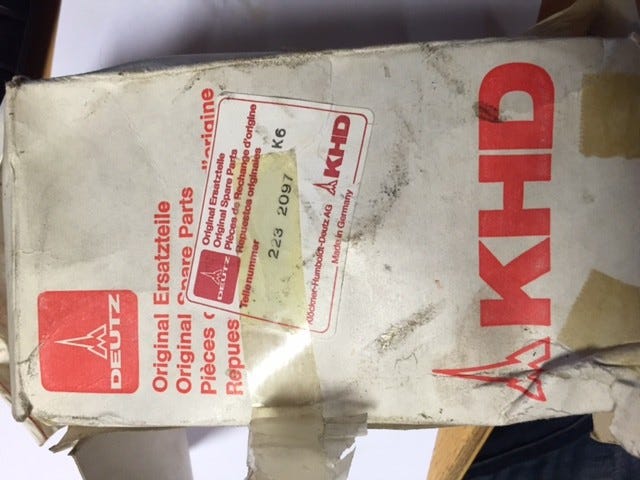 DEUTZ
Original Ersatzteile
Original Spare Parts
Pièces d'origine
Repues
DEUTZ
Original Ersatzteile
Original Spare Parts
Pièces de Rechange d'origine
Repuestos originales
Teilenummer
223 2097 K6
Klöckner-Humboldt-Deutz AG
Made in Germany
KHD
KHD